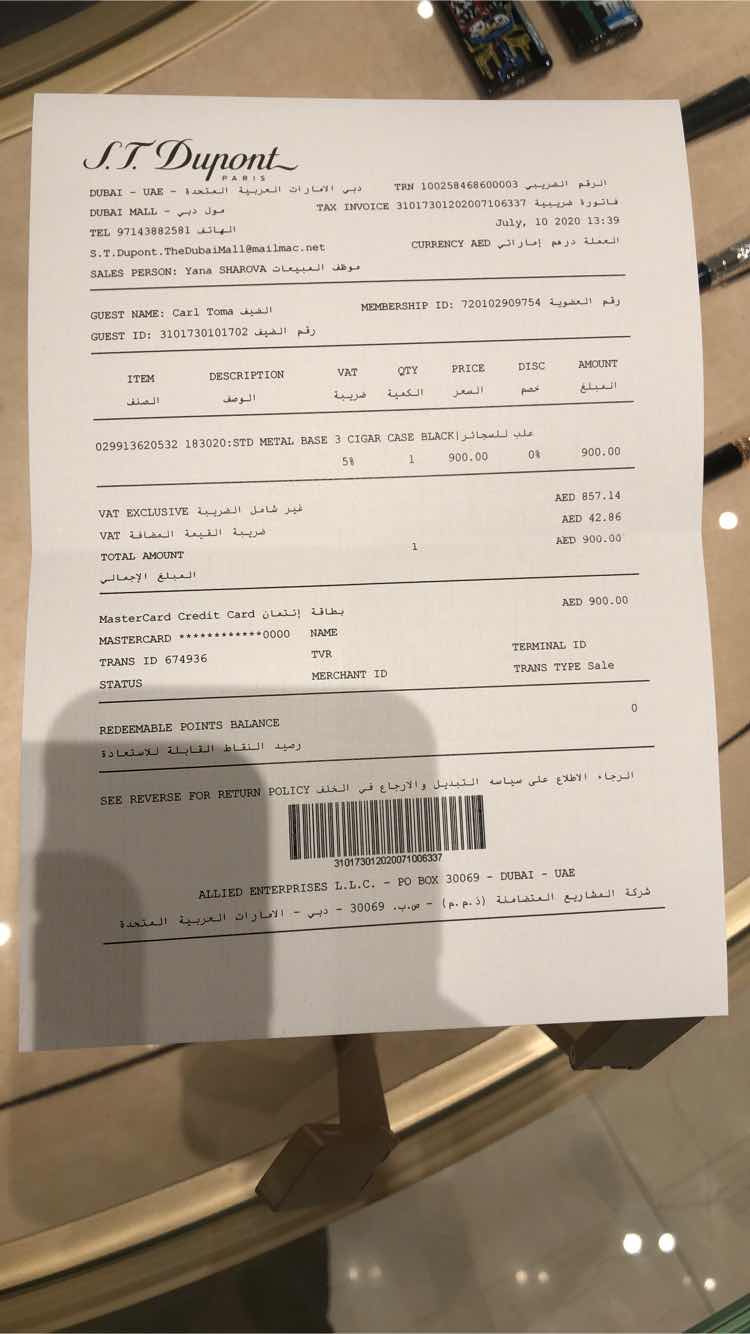 S.T. Dupont
PARIS
DUBAI - UAE - دبي الامارات العربية المتحدة TRN 100258468600003 الرقم الضريبي
DUBAI MALL - مول دبي TAX INVOICE 31017301202007106337 فاتورة ضريبية
TEL 97143882581 الهاتف July, 10 2020 13:39
S.T.Dupont.TheDubaiMall@mailmac.net CURRENCY AED العملة درهم إماراتي
SALES PERSON: Yana SHAROVA موظف المبيعات
GUEST NAME: Carl Toma الضيف MEMBERSHIP ID: 720102909754 رقم العضوية
GUEST ID: 3101730101702 رقم الضيف
ITEM DESCRIPTION VAT QTY PRICE DISC AMOUNT
الصنف الوصف ضريبة الكمية السعر خصم المبلغ
029913620532 183020:STD METAL BASE 3 CIGAR CASE BLACK|علب للسجائر
5% 1 900.00 0% 900.00
VAT EXCLUSIVE غير شامل الضريبة AED 857.14
VAT ضريبة القيمة المضافة AED 42.86
TOTAL AMOUNT 1 AED 900.00
المبلغ الإجمالي
MasterCard Credit Card بطاقة إئتمان AED 900.00
MASTERCARD ************0000 NAME
TRANS ID 674936 TVR TERMINAL ID
STATUS MERCHANT ID TRANS TYPE Sale
REDEEMABLE POINTS BALANCE 0
رصيد النقاط القابلة للاستعادة
SEE REVERSE FOR RETURN POLICY الرجاء الاطلاع على سياسه التبديل والارجاع في الخلف
310173012020071006337
ALLIED ENTERPRISES L.L.C. - PO BOX 30069 - DUBAI - UAE
شركة المشاريع المتضاملة (ذ.م.م) - ص.ب. 30069 - دبي - الامارات العربية المتحدة